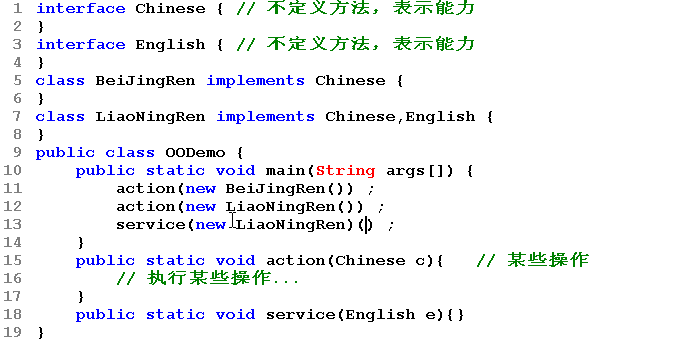 1 interface Chinese { // 不定义方法，表示能力
2 }
3 interface English { // 不定义方法，表示能力
4 }
5 class BeiJingRen implements Chinese {
6 }
7 class LiaoNingRen implements Chinese,English {
8 }
9 public class OODemo {
10 public static void main(String args[]) {
11 action(new BeiJingRen()) ;
12 action(new LiaoNingRen()) ;
13 service(new LiaoNingRen)() ;
14 }
15 public static void action(Chinese c){ // 某些操作
16 // 执行某些操作...
17 }
18 public static void service(English e){}
19 }